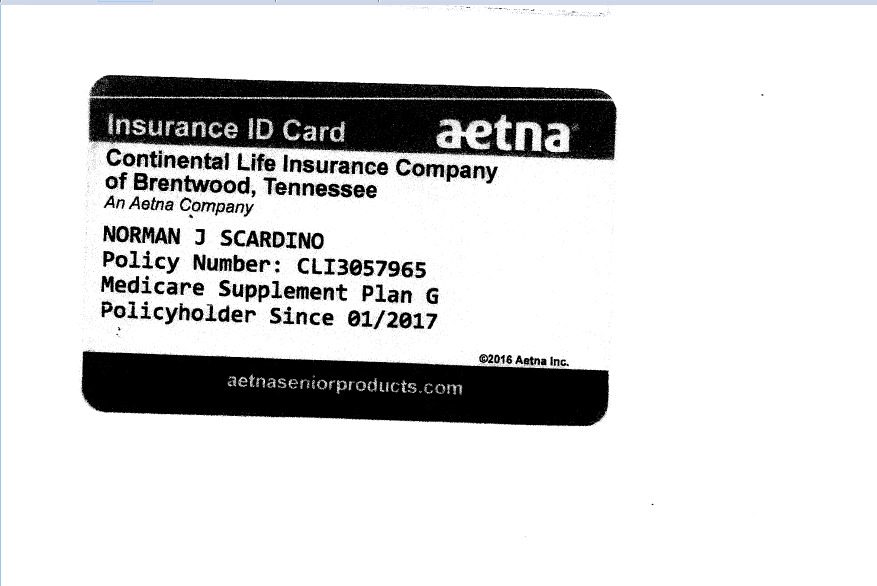 Insurance ID Card
aetna
Continental Life Insurance Company
of Brentwood, Tennessee
An Aetna Company
NORMAN J SCARDINO
Policy Number: CLI3057965
Medicare Supplement Plan G
Policyholder Since 01/2017
©2016 Aetna Inc.
aetnaseniorproducts.com